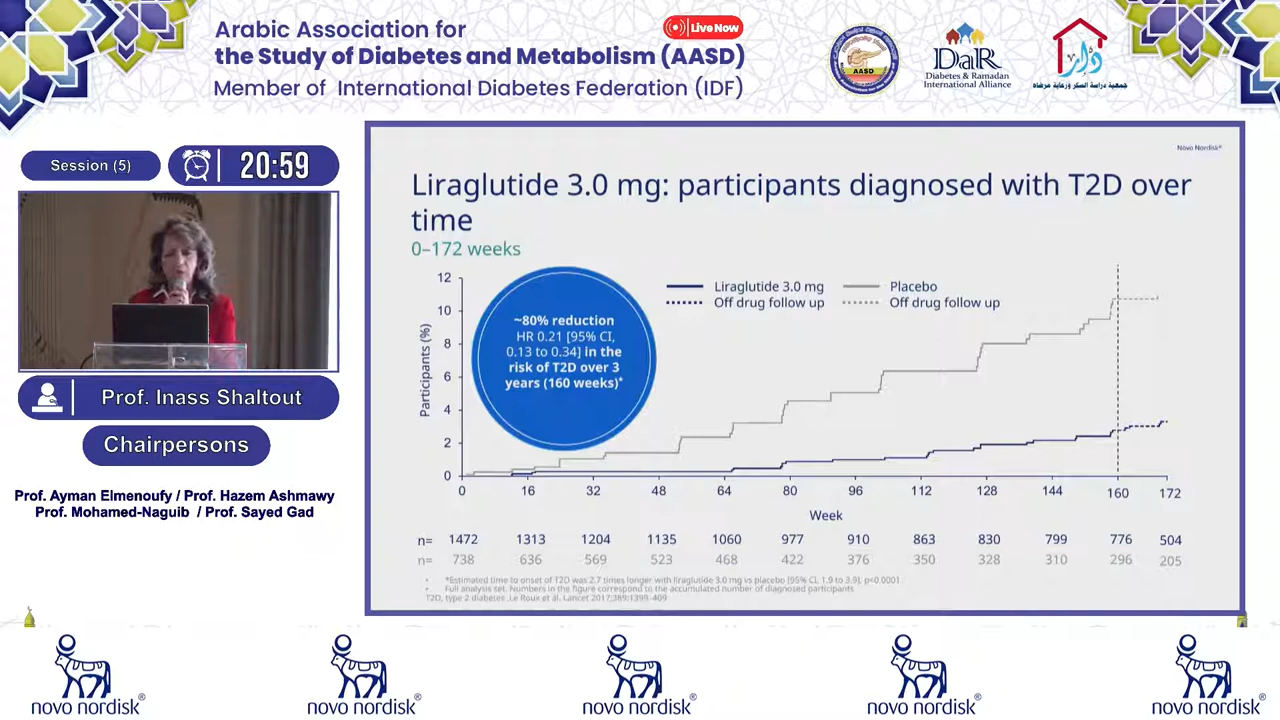 Arabic Association for
the Study of Diabetes and Metabolism (AASD)
Member of International Diabetes Federation (IDF)
Live Now
AASD
DaR
Diabetes & Ramadan
International Alliance
جمعية دراسة السكر ورعاية مرضاه
Session (5)
20:59
Prof. Inass Shaltout
Chairpersons
Prof. Ayman Elmenoufy / Prof. Hazem Ashmawy
Prof. Mohamed-Naguib / Prof. Sayed Gad
Novo Nordisk®
Liraglutide 3.0 mg: participants diagnosed with T2D over
time
0–172 weeks
~80% reduction
HR 0.21 [95% CI,
0.13 to 0.34] in the
risk of T2D over 3
years (160 weeks)*
Liraglutide 3.0 mg
Placebo
Off drug follow up
Off drug follow up
Participants (%)
12
10
8
6
4
2
0
0 16 32 48 64 80 96 112 128 144 160 172
Week
n= 1472 1313 1204 1135 1060 977 910 863 830 799 776 504
n= 738 636 569 523 468 422 376 350 328 310 296 205
• *Estimated time to onset of T2D was 2.7 times longer with liraglutide 3.0 mg vs placebo [95% CI, 1.9 to 3.9], p<0.0001
• Full analysis set. Numbers in the figure correspond to the accumulated number of diagnosed participants
T2D, type 2 diabetes .Le Roux et al. Lancet 2017;389:1399–409
novo nordisk®
novo nordisk®
novo nordisk®
novo nordisk®
novo nordisk®